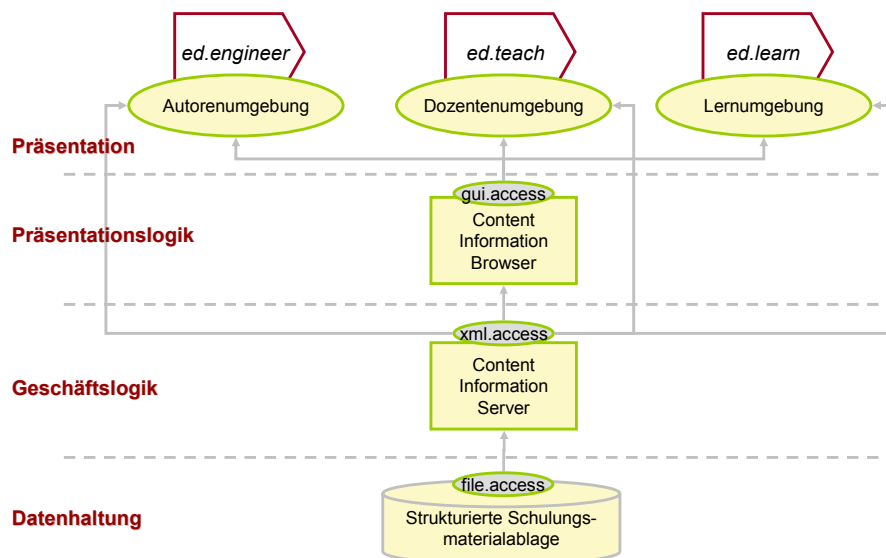 ed.engineer
ed.teach
ed.learn
Autorenumgebung
Dozentenumgebung
Lernumgebung
Präsentation
gui.access
Präsentationslogik
Content
Information
Browser
xml.access
Geschäftslogik
Content
Information
Server
file.access
Datenhaltung
Strukturierte Schulungs-
materialablage